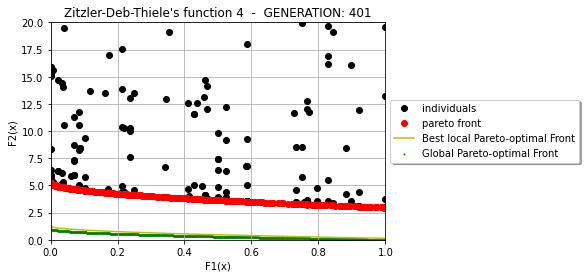 Zitzler-Deb-Thiele's function 4 - GENERATION: 401
20.0
17.5
15.0
12.5
10.0
7.5
5.0
2.5
0.0
F2(x)
0.0 0.2 0.4 0.6 0.8 1.0
F1(x)
individuals
pareto front
Best local Pareto-optimal Front
Global Pareto-optimal Front